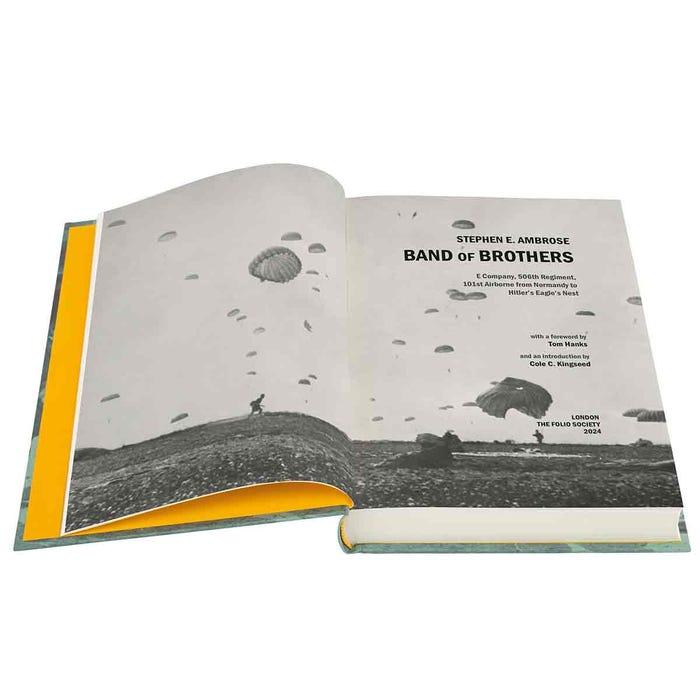 STEPHEN E. AMBROSE
BAND OF BROTHERS
E Company, 506th Regiment,
101st Airborne from Normandy to
Hitler's Eagle's Nest
with a foreword by
Tom Hanks
and an introduction by
Cole C. Kingseed
LONDON
THE FOLIO SOCIETY
2024